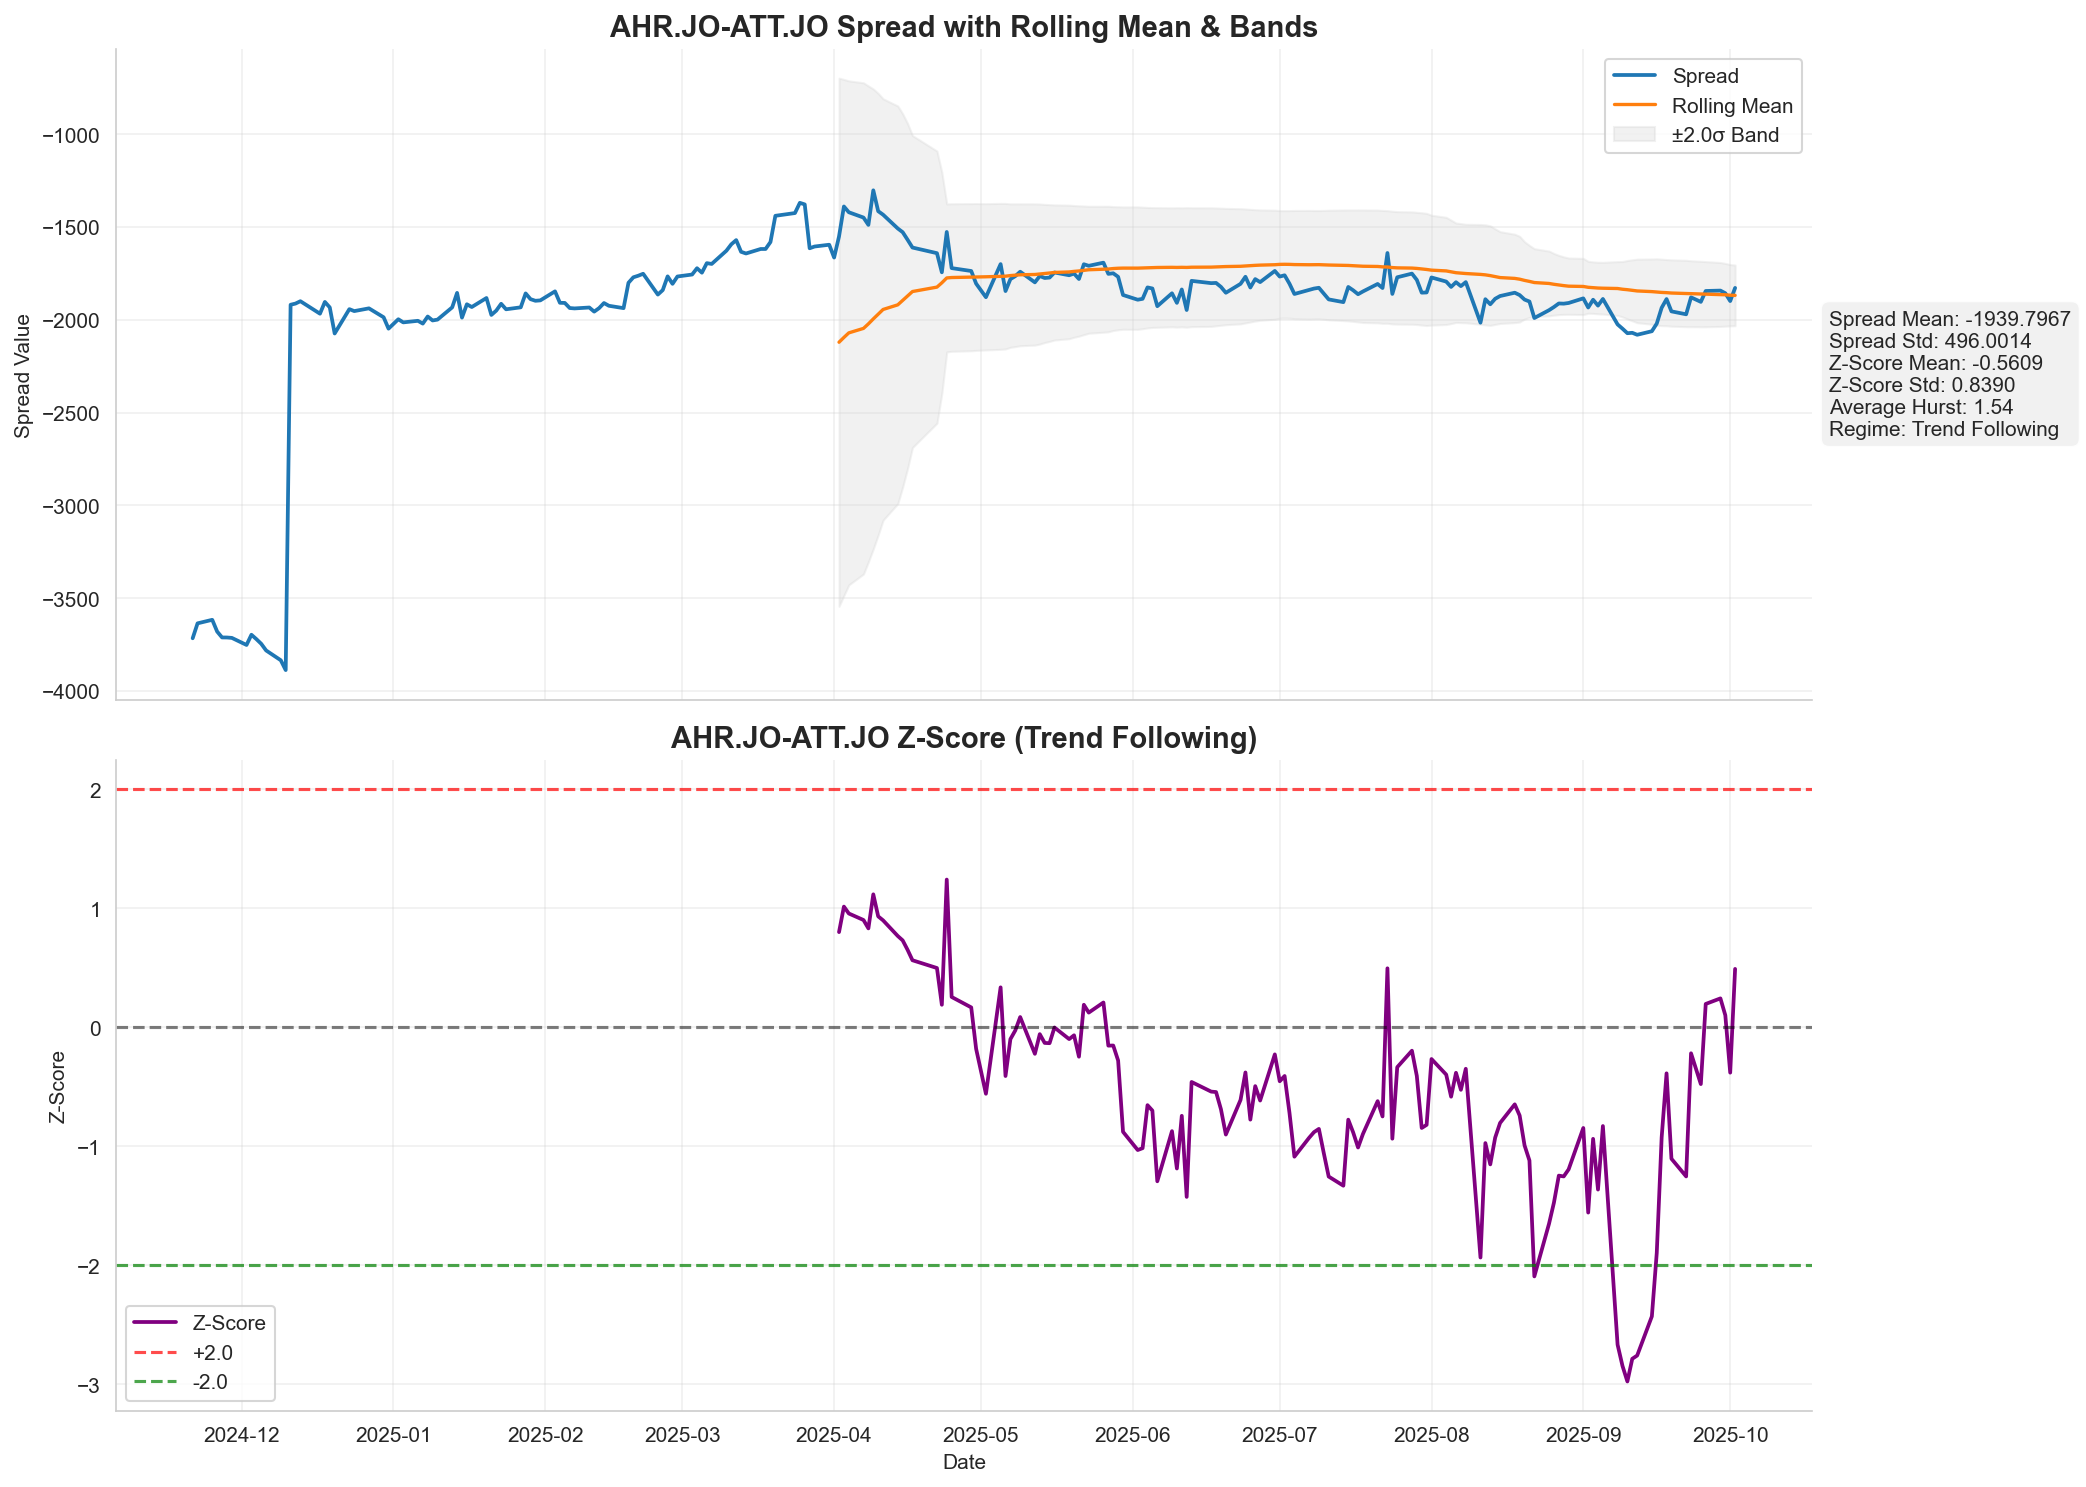 AHR.JO-ATT.JO Spread with Rolling Mean & Bands
Spread
Rolling Mean
±2.0σ Band
−1000
−1500
−2000
−2500
−3000
−3500
−4000
Spread Value
Spread Mean: -1939.7967
Spread Std: 496.0014
Z-Score Mean: -0.5609
Z-Score Std: 0.8390
Average Hurst: 1.54
Regime: Trend Following
AHR.JO-ATT.JO Z-Score (Trend Following)
2
1
0
−1
−2
−3
Z-Score
Z-Score
+2.0
-2.0
2024-12
2025-01
2025-02
2025-03
2025-04
2025-05
2025-06
2025-07
2025-08
2025-09
2025-10
Date